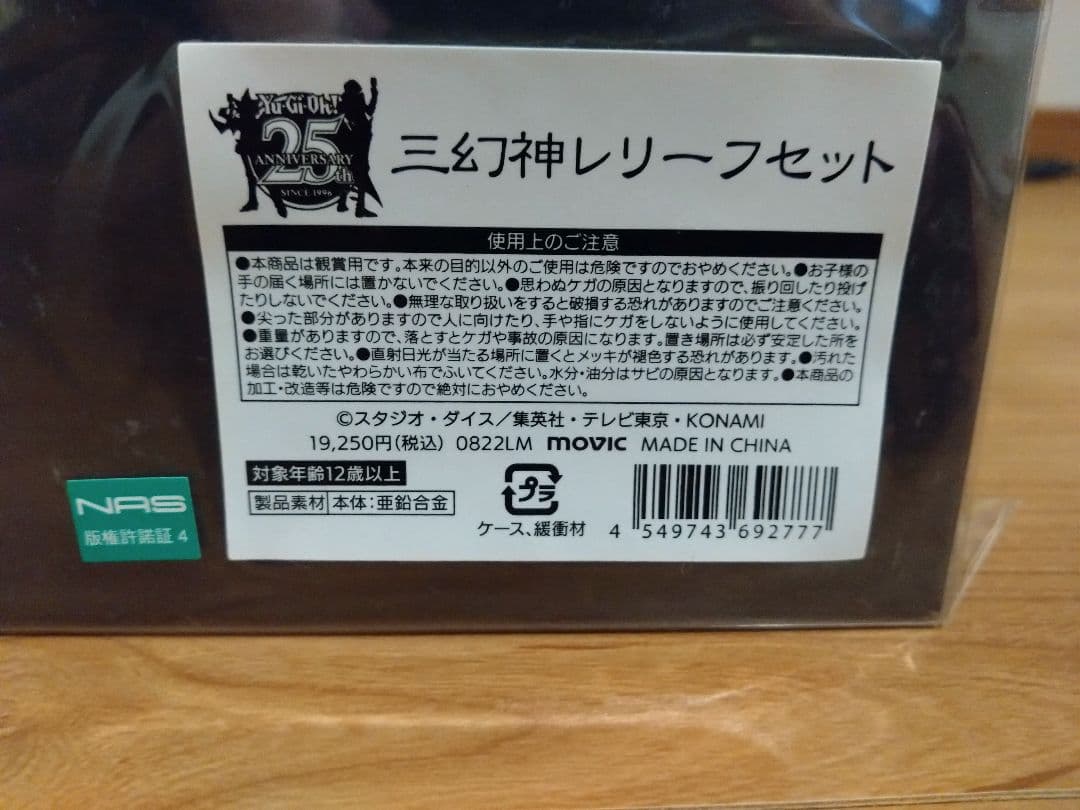 Yu-Gi-Oh!
25th
ANNIVERSARY
SINCE 1996
三幻神レリーフセット
使用上のご注意
●本商品は観賞用です。本来の目的以外のご使用は危険ですのでおやめください。●お子様の
手の届く場所には置かないでください。●思わぬケガの原因となりますので、振り回したり投げ
たりしないでください。●無理な取り扱いをすると破損する恐れがありますのでご注意ください。
●尖った部分がありますので人に向けたり、手や指にケガをしないように使用してください。
●重量がありますので、落とすとケガや事故の原因になります。置き場所は必ず安定した所を
お選びください。●直射日光が当たる場所に置くとメッキが褪色する恐れがあります。●汚れた
場合は乾いたやわらかい布でふいてください。水分・油分はサビの原因となります。●本商品の
加工・改造等は危険ですので絶対におやめください。
©スタジオ・ダイス／集英社・テレビ東京・KONAMI
19,250円(税込) 0822LM movic MADE IN CHINA
対象年齢12歳以上
製品素材 本体：亜鉛合金
プラ
ケース、緩衝材
4 549743 692777
NAS
版権許諾証 4